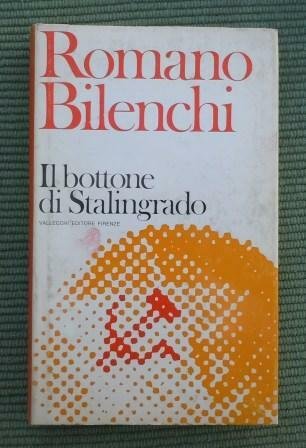 Romano
Bilenchi
Il bottone
di Stalingrado
VALLECCHI EDITORE FIRENZE